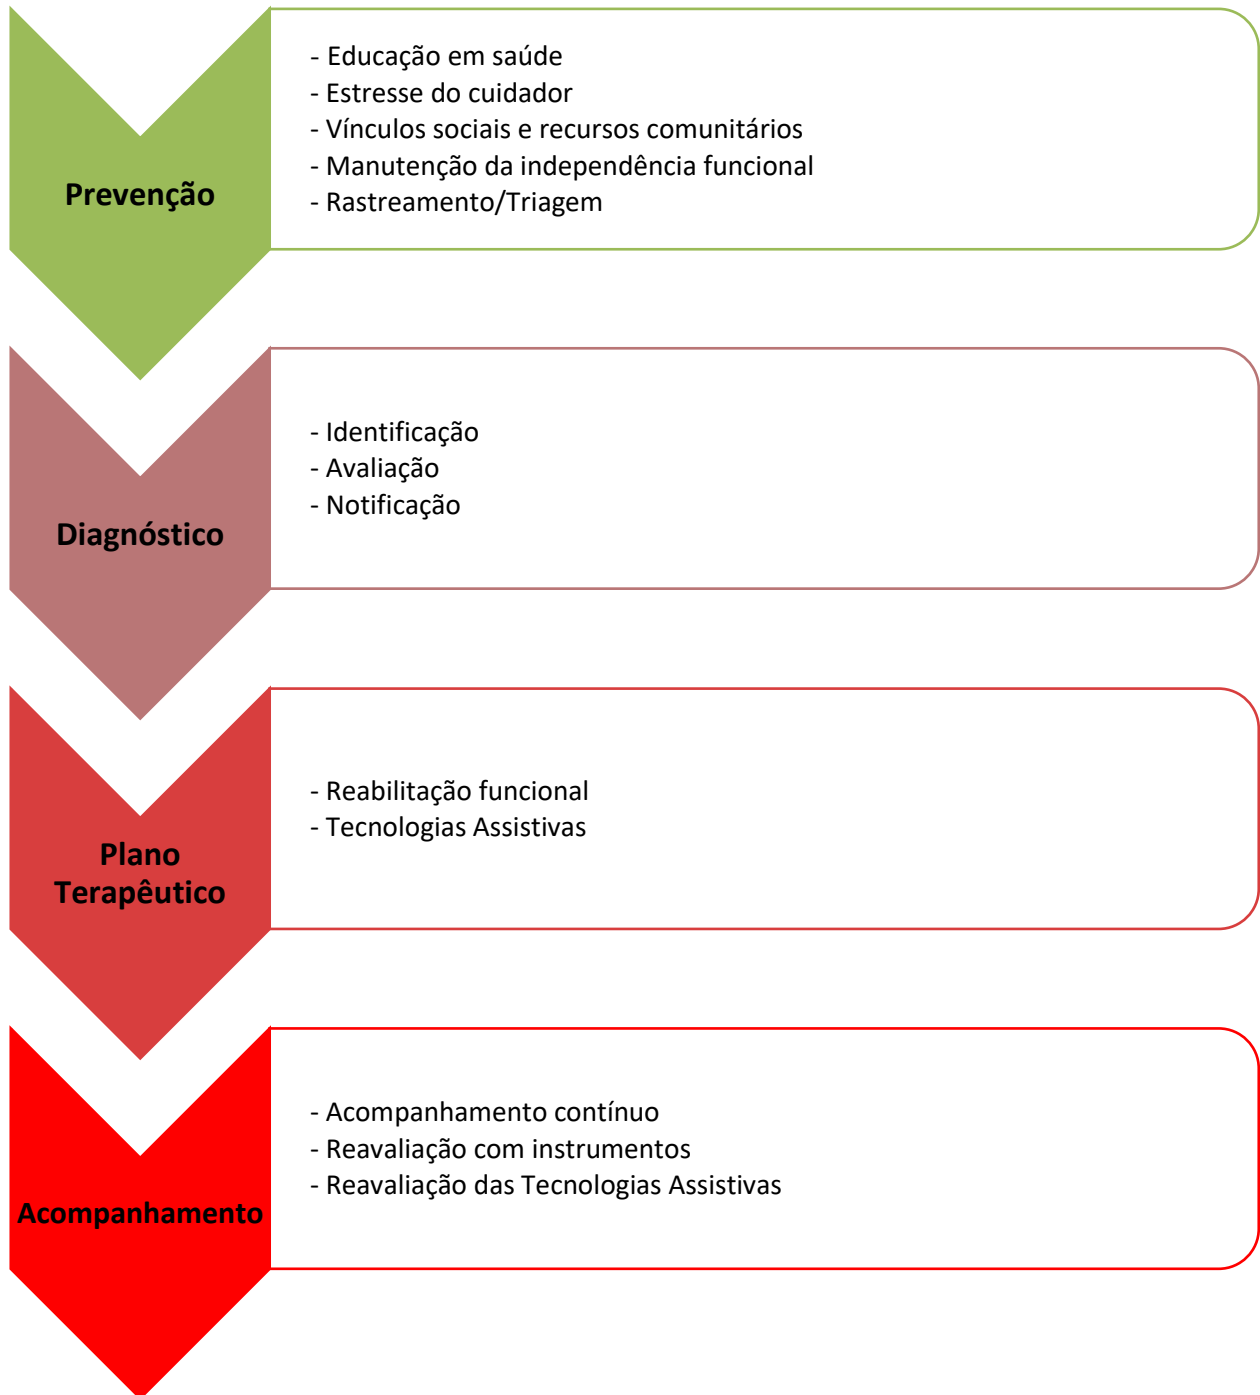 Prevenção
- Educação em saúde
- Estresse do cuidador
- Vínculos sociais e recursos comunitários
- Manutenção da independência funcional
- Rastreamento/Triagem
Diagnóstico
- Identificação
- Avaliação
- Notificação
Plano
Terapêutico
- Reabilitação funcional
- Tecnologias Assistivas
Acompanhamento
- Acompanhamento contínuo
- Reavaliação com instrumentos
- Reavaliação das Tecnologias Assistivas